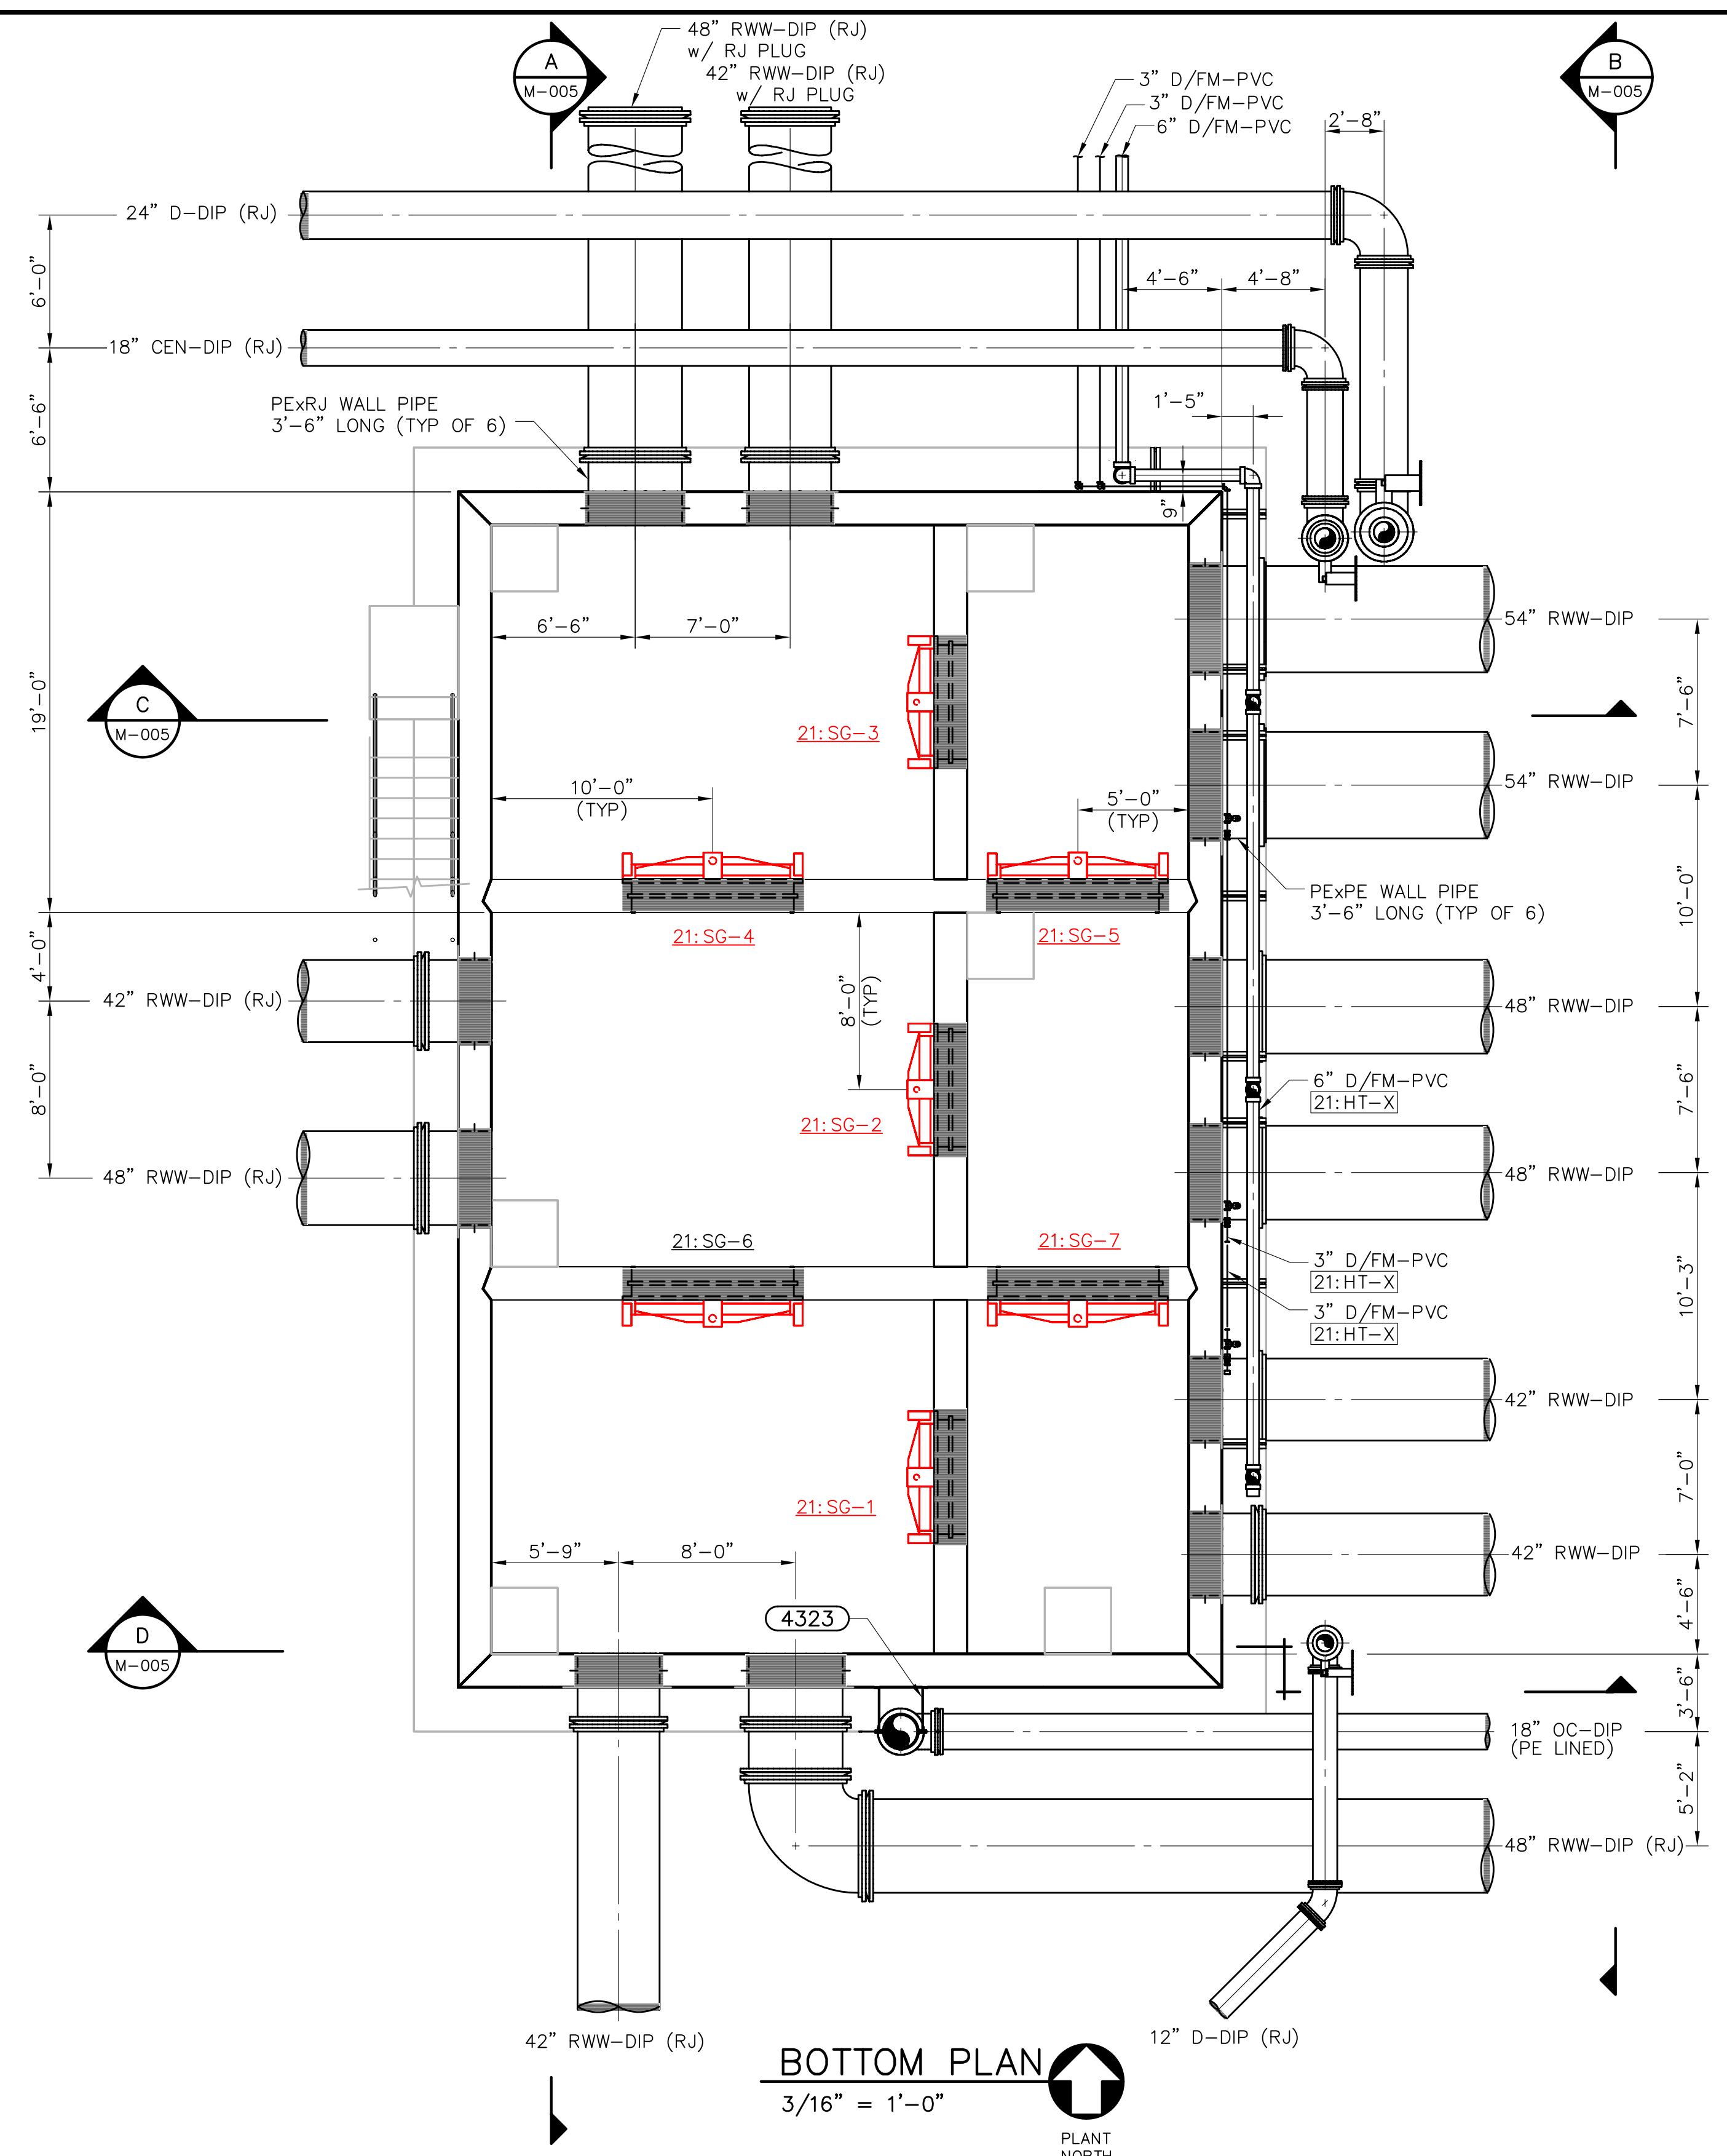 48" RWW-DIP (RJ)
w/ RJ PLUG
42" RWW-DIP (RJ)
w/ RJ PLUG
A
M-005
B
M-005
3" D/FM-PVC
3" D/FM-PVC
6" D/FM-PVC
2'-8"
24" D-DIP (RJ)
6'-0"
4'-6"
4'-8"
18" CEN-DIP (RJ)
6'-6"
PExRJ WALL PIPE
3'-6" LONG (TYP OF 6)
1'-5"
9"
54" RWW-DIP
6'-6"
7'-0"
7'-6"
19'-0"
C
M-005
21:SG-3
54" RWW-DIP
10'-0"
(TYP)
5'-0"
(TYP)
PExPE WALL PIPE
3'-6" LONG (TYP OF 6)
10'-0"
21:SG-4
21:SG-5
4'-0"
8'-0"
(TYP)
42" RWW-DIP (RJ)
48" RWW-DIP
8'-0"
6" D/FM-PVC
21:HT-X
7'-6"
21:SG-2
48" RWW-DIP (RJ)
48" RWW-DIP
21:SG-6
21:SG-7
3" D/FM-PVC
21:HT-X
3" D/FM-PVC
21:HT-X
10'-3"
42" RWW-DIP
21:SG-1
7'-0"
5'-9"
8'-0"
42" RWW-DIP
4323
4'-6"
D
M-005
3'-6"
18" OC-DIP
(PE LINED)
5'-2"
48" RWW-DIP (RJ)
42" RWW-DIP (RJ)
12" D-DIP (RJ)
BOTTOM PLAN
3/16" = 1'-0"
PLANT
NORTH